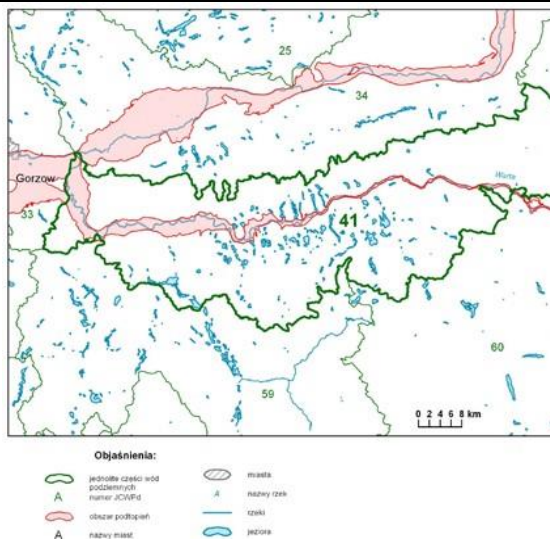 25
34
Gorzow
Warta
33
41
60
59
0 2 4 6 8 km
Objaśnienia:
jednolite części wód
podziemnych
A numer JCWPd
obszar podtopień
A nazwy miast
miasta
A nazwy rzek
rzeki
jeziora